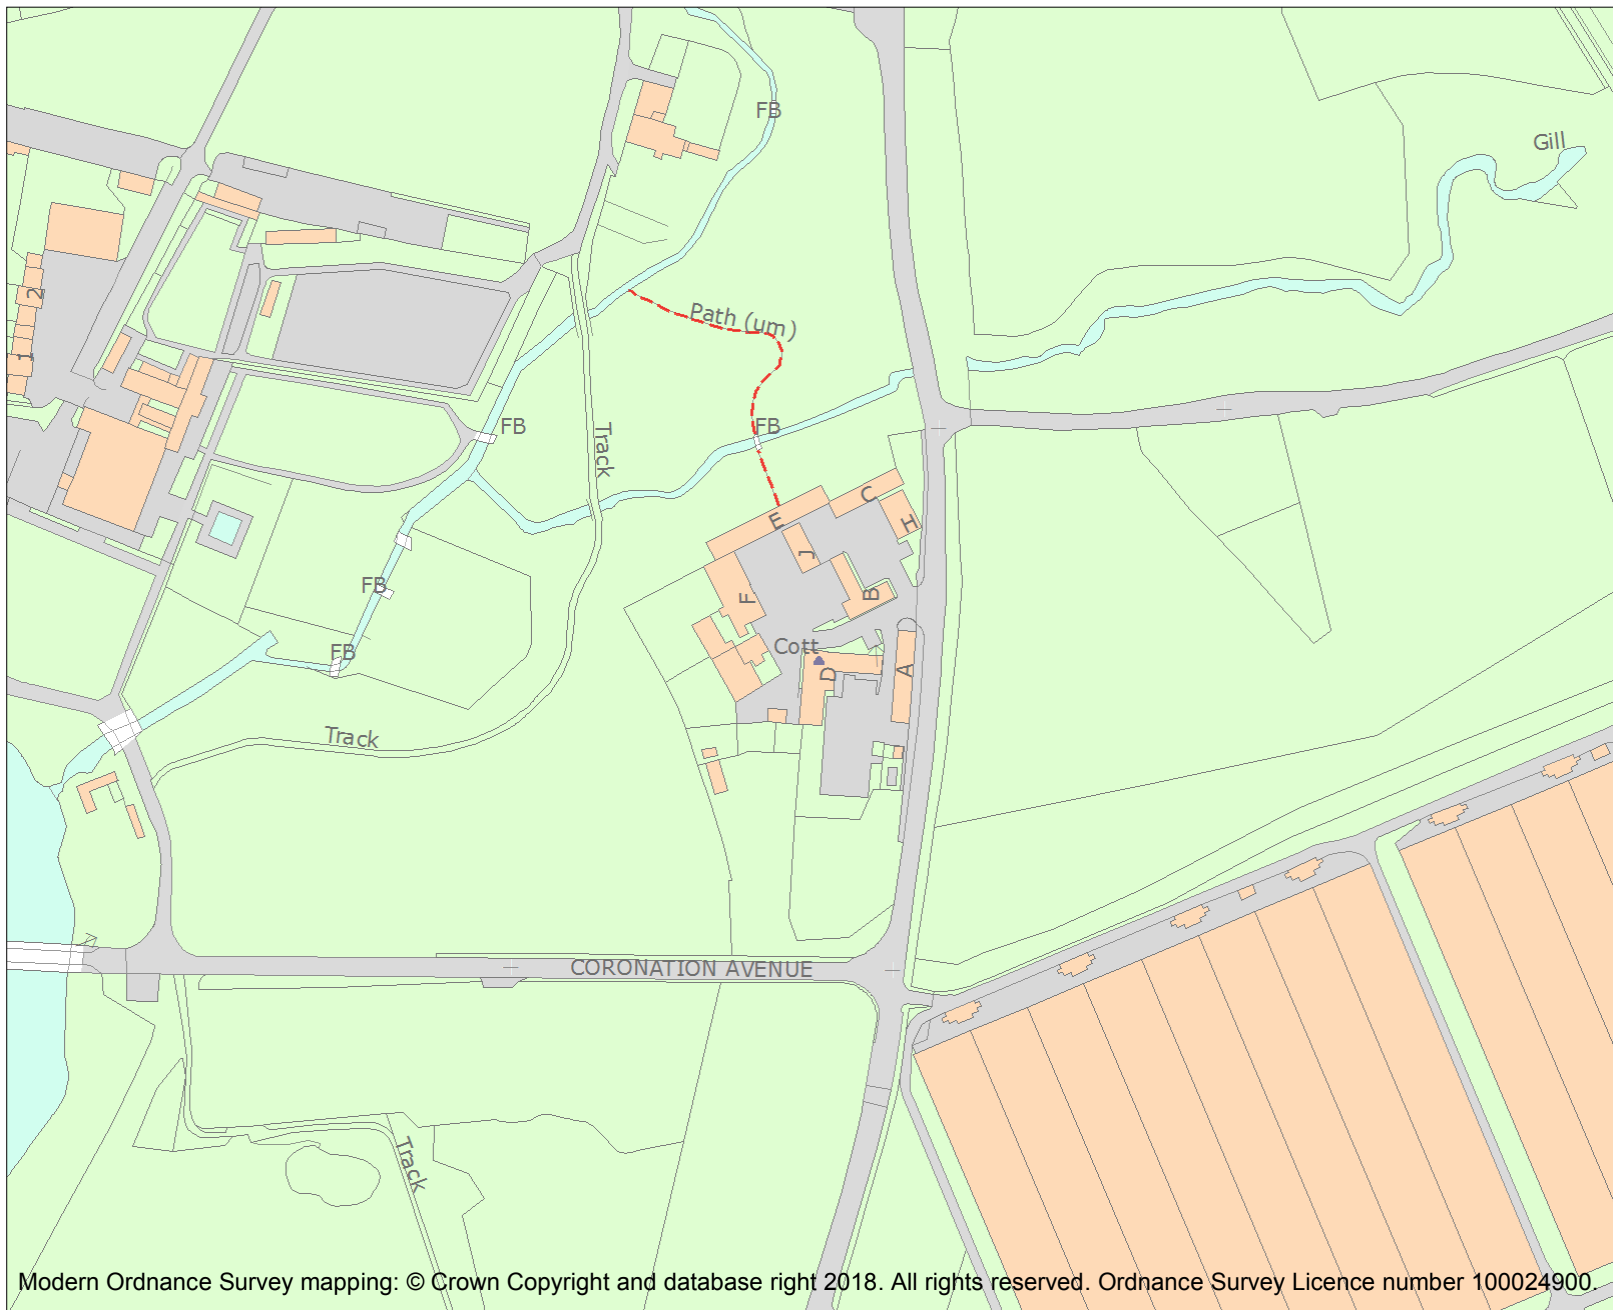 FB
Gill
2
Path (um)
1
FB
FB
Track
C
E
H
J
FB
F
B
Cott
FB
D
A
Track
CORONATION AVENUE
Track
Modern Ordnance Survey mapping: © Crown Copyright and database right 2018. All rights reserved. Ordnance Survey Licence number 100024900.